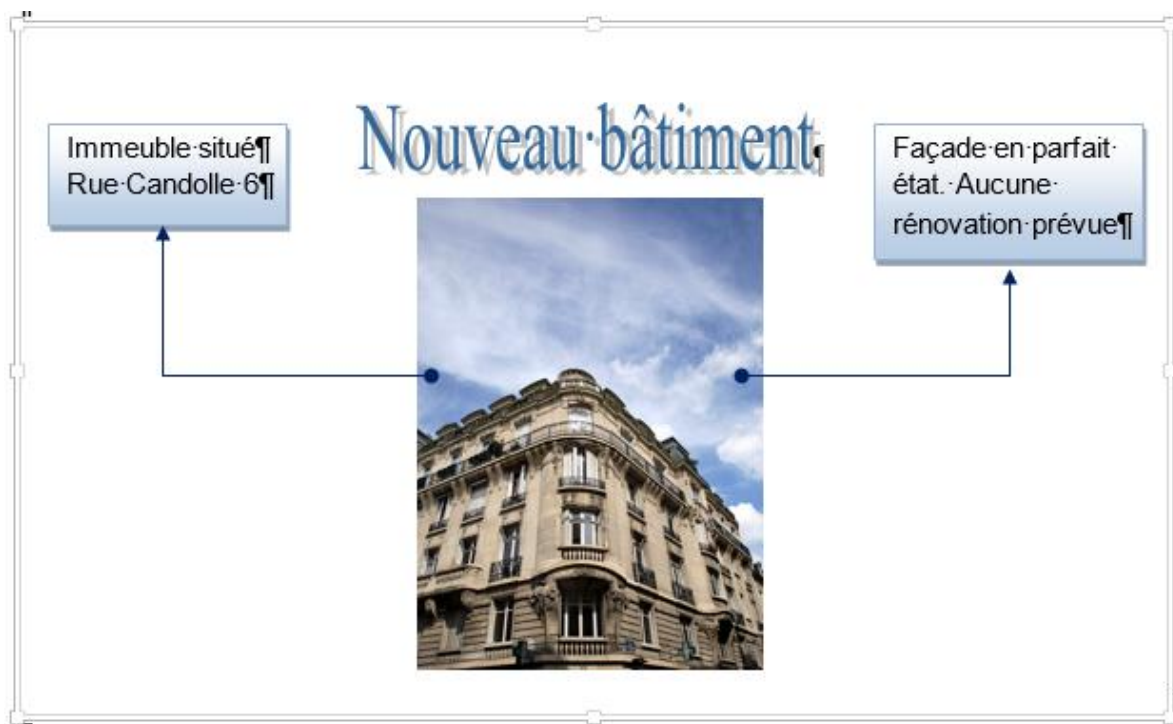 Nouveau·bâtiment¶
Immeuble·situé¶
Rue·Candolle·6¶
Façade·en·parfait·
état.·Aucune·
rénovation·prévue¶